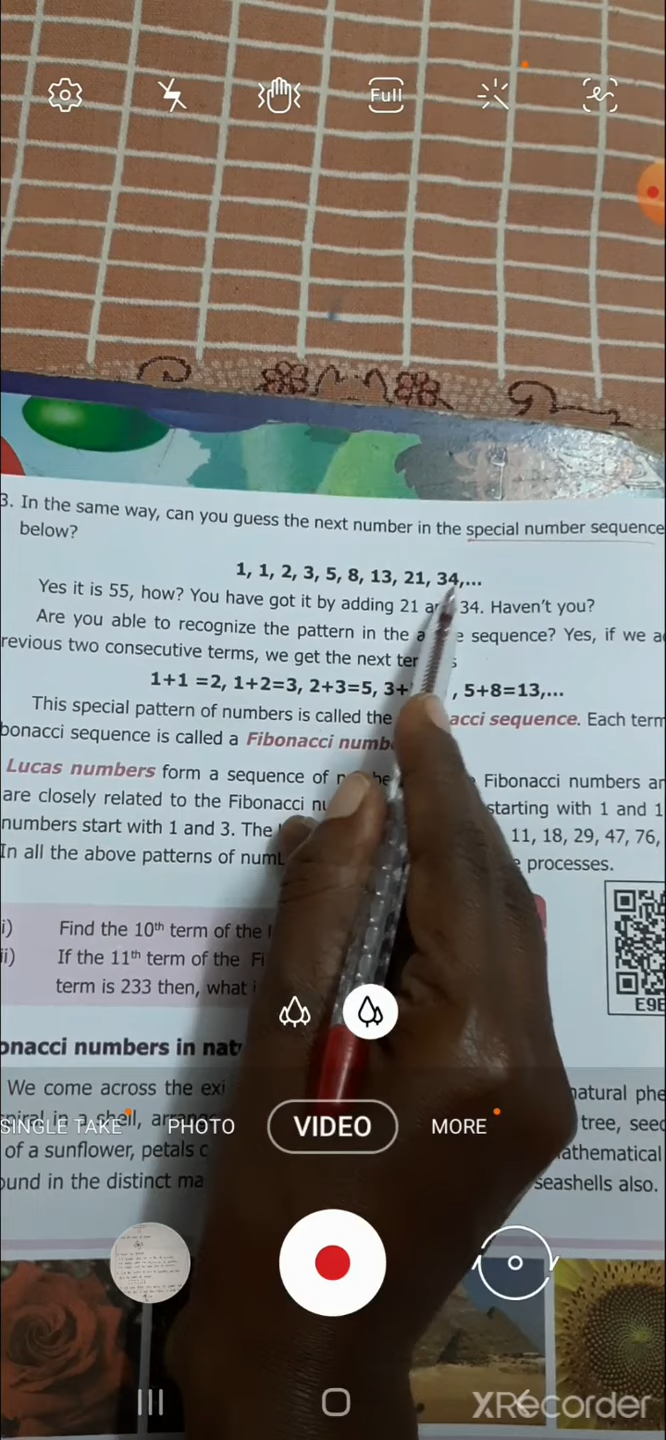 Full
3. In the same way, can you guess the next number in the special number sequence
below?
1, 1, 2, 3, 5, 8, 13, 21, 34,...
Yes it is 55, how? You have got it by adding 21 a 34. Haven't you?
Are you able to recognize the pattern in the a e sequence? Yes, if we a
revious two consecutive terms, we get the next ter s
1+1 =2, 1+2=3, 2+3=5, 3+ , 5+8=13,...
This special pattern of numbers is called the acci sequence. Each term
bonacci sequence is called a Fibonacci numb
Lucas numbers form a sequence of n be Fibonacci numbers ar
are closely related to the Fibonacci nu starting with 1 and 1
numbers start with 1 and 3. The 11, 18, 29, 47, 76,
In all the above patterns of num processes.
i) Find the 10th term of the
ii) If the 11th term of the Fi
term is 233 then, what i
E9E
onacci numbers in nat
We come across the exi natural phe
spiral in a shell, arrange tree, seed
SINGLE TAKE PHOTO VIDEO MORE
of a sunflower, petals o mathematical
ound in the distinct ma seashells also.
XRecorder